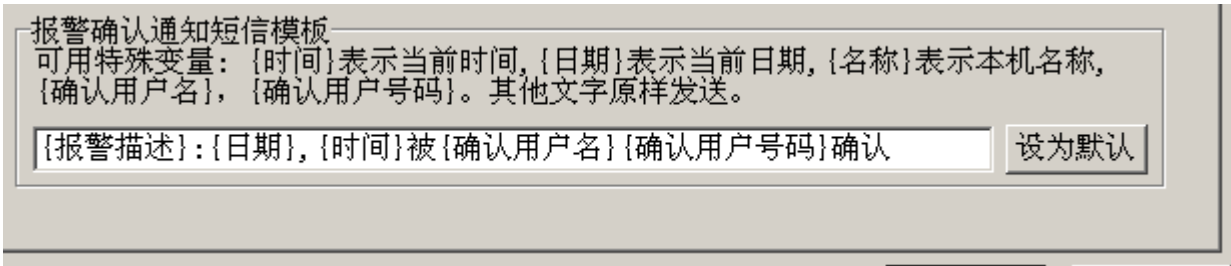 报警确认通知短信模板
可用特殊变量：{时间}表示当前时间,{日期}表示当前日期,{名称}表示本机名称,
{确认用户名}，{确认用户号码}。其他文字原样发送。
{报警描述}:{日期},{时间}被{确认用户名}{确认用户号码}确认
设为默认